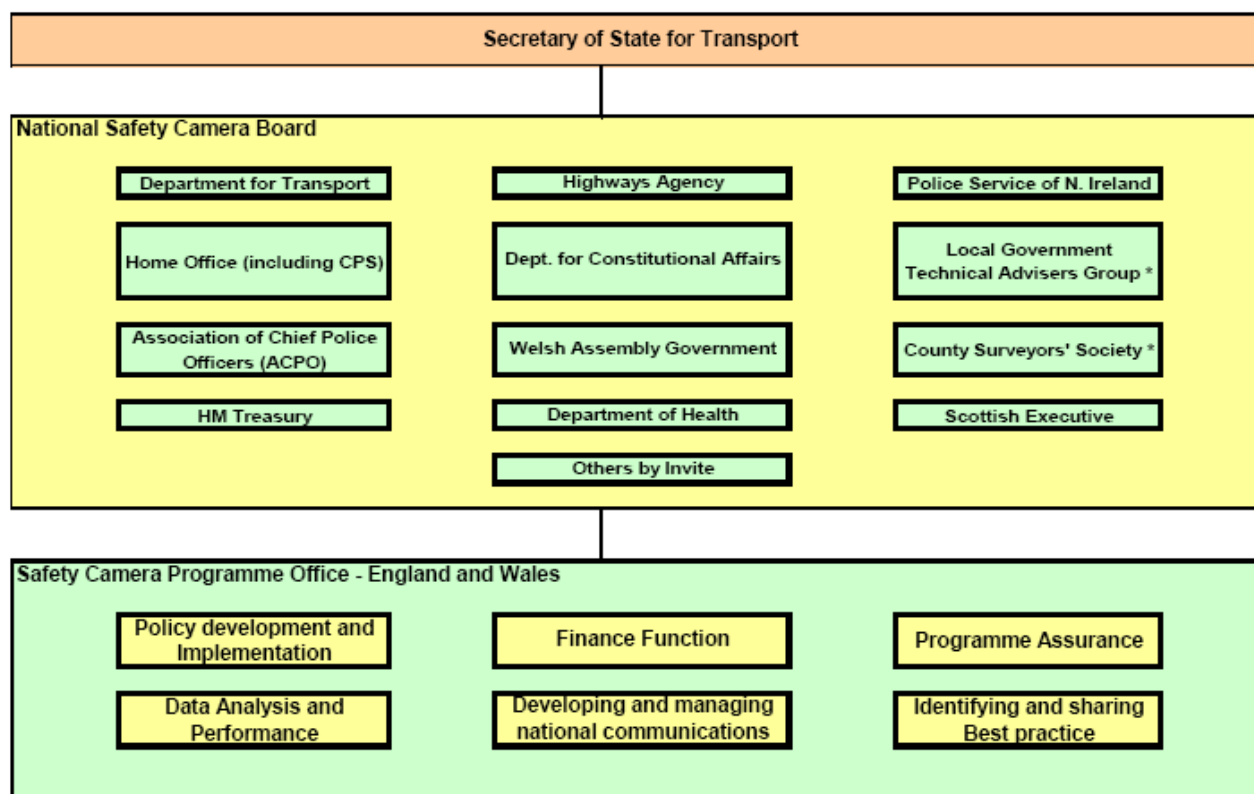 Secretary of State for Transport
National Safety Camera Board
Department for Transport
Highways Agency
Police Service of N. Ireland
Home Office (including CPS)
Dept. for Constitutional Affairs
Local Government
Technical Advisers Group *
Association of Chief Police
Officers (ACPO)
Welsh Assembly Government
County Surveyors' Society *
HM Treasury
Department of Health
Scottish Executive
Others by Invite
Safety Camera Programme Office - England and Wales
Policy development and
Implementation
Finance Function
Programme Assurance
Data Analysis and
Performance
Developing and managing
national communications
Identifying and sharing
Best practice